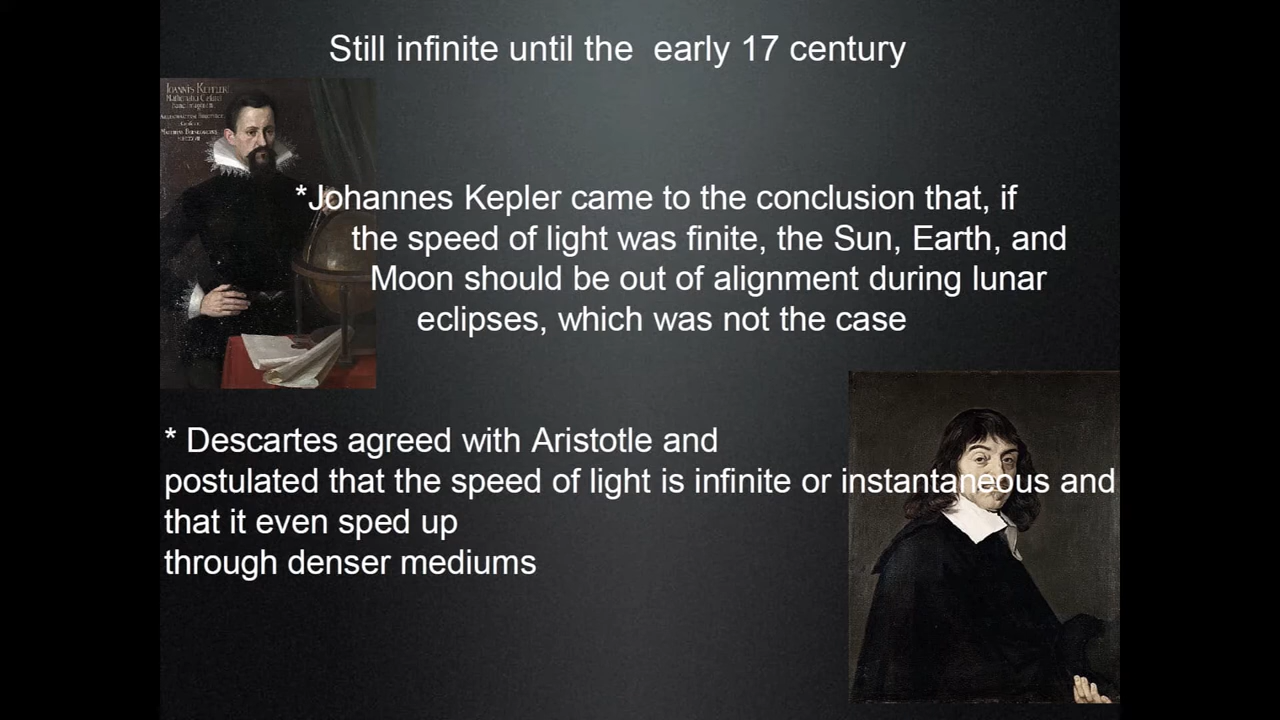 Still infinite until the  early 17 century
IOANNIS KEPPLERI
*Johannes Kepler came to the conclusion that, if
the speed of light was finite, the Sun, Earth, and
Moon should be out of alignment during lunar
eclipses, which was not the case
* Descartes agreed with Aristotle and
postulated that the speed of light is infinite or instantaneous and
that it even sped up
through denser mediums